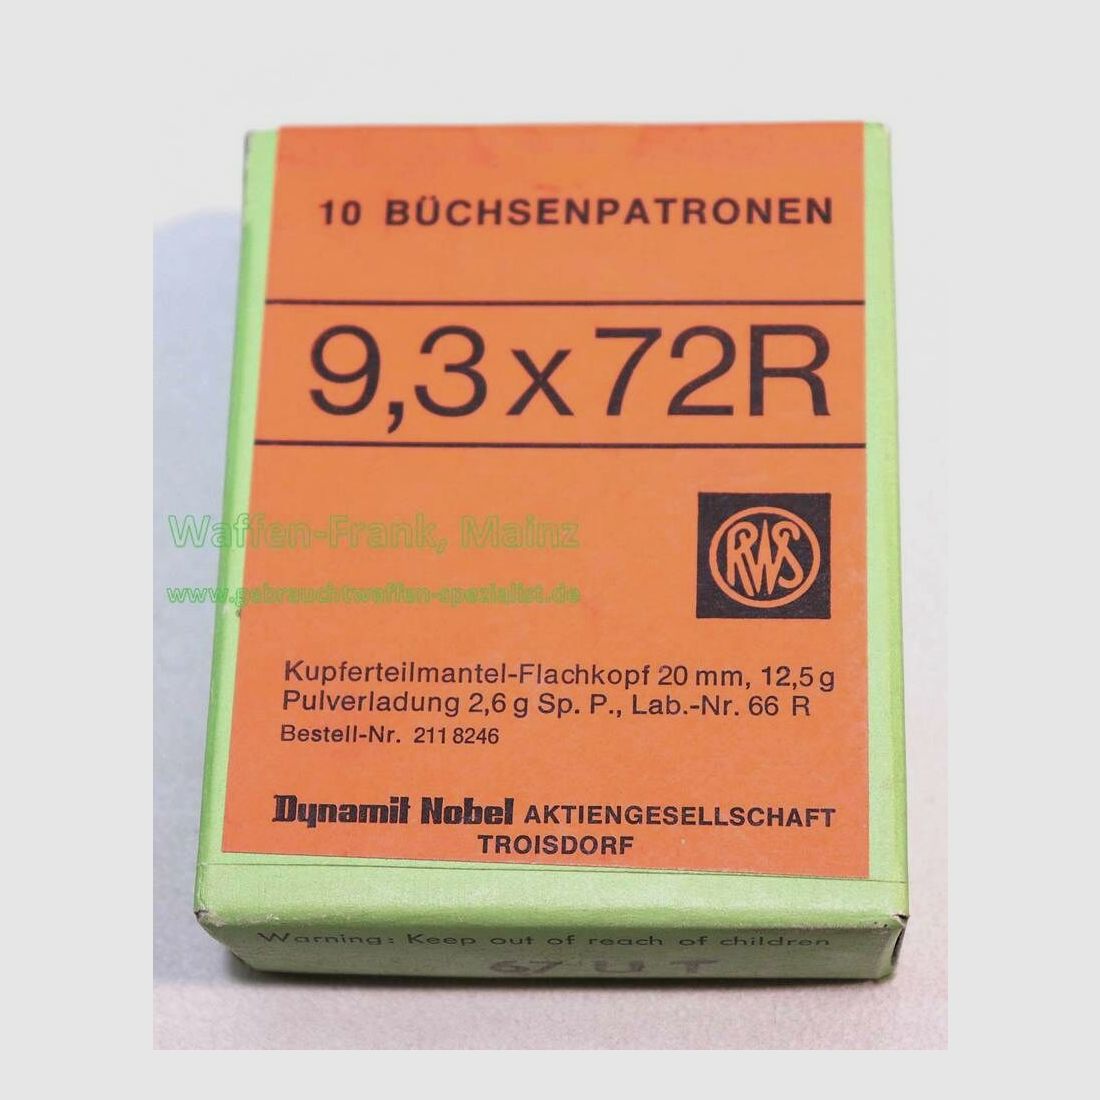 10 BÜCHSENPATRONEN
9,3x72R
RWS
Waffen-Frank, Mainz
www.gebrauchtwaffen-spezialist.de
Kupferteilmantel-Flachkopf 20 mm, 12,5 g
Pulverladung 2,6 g Sp. P., Lab.-Nr. 66 R
Bestell-Nr. 211 8246
Dynamit Nobel AKTIENGESELLSCHAFT
TROISDORF
Warning: Keep out of reach of children